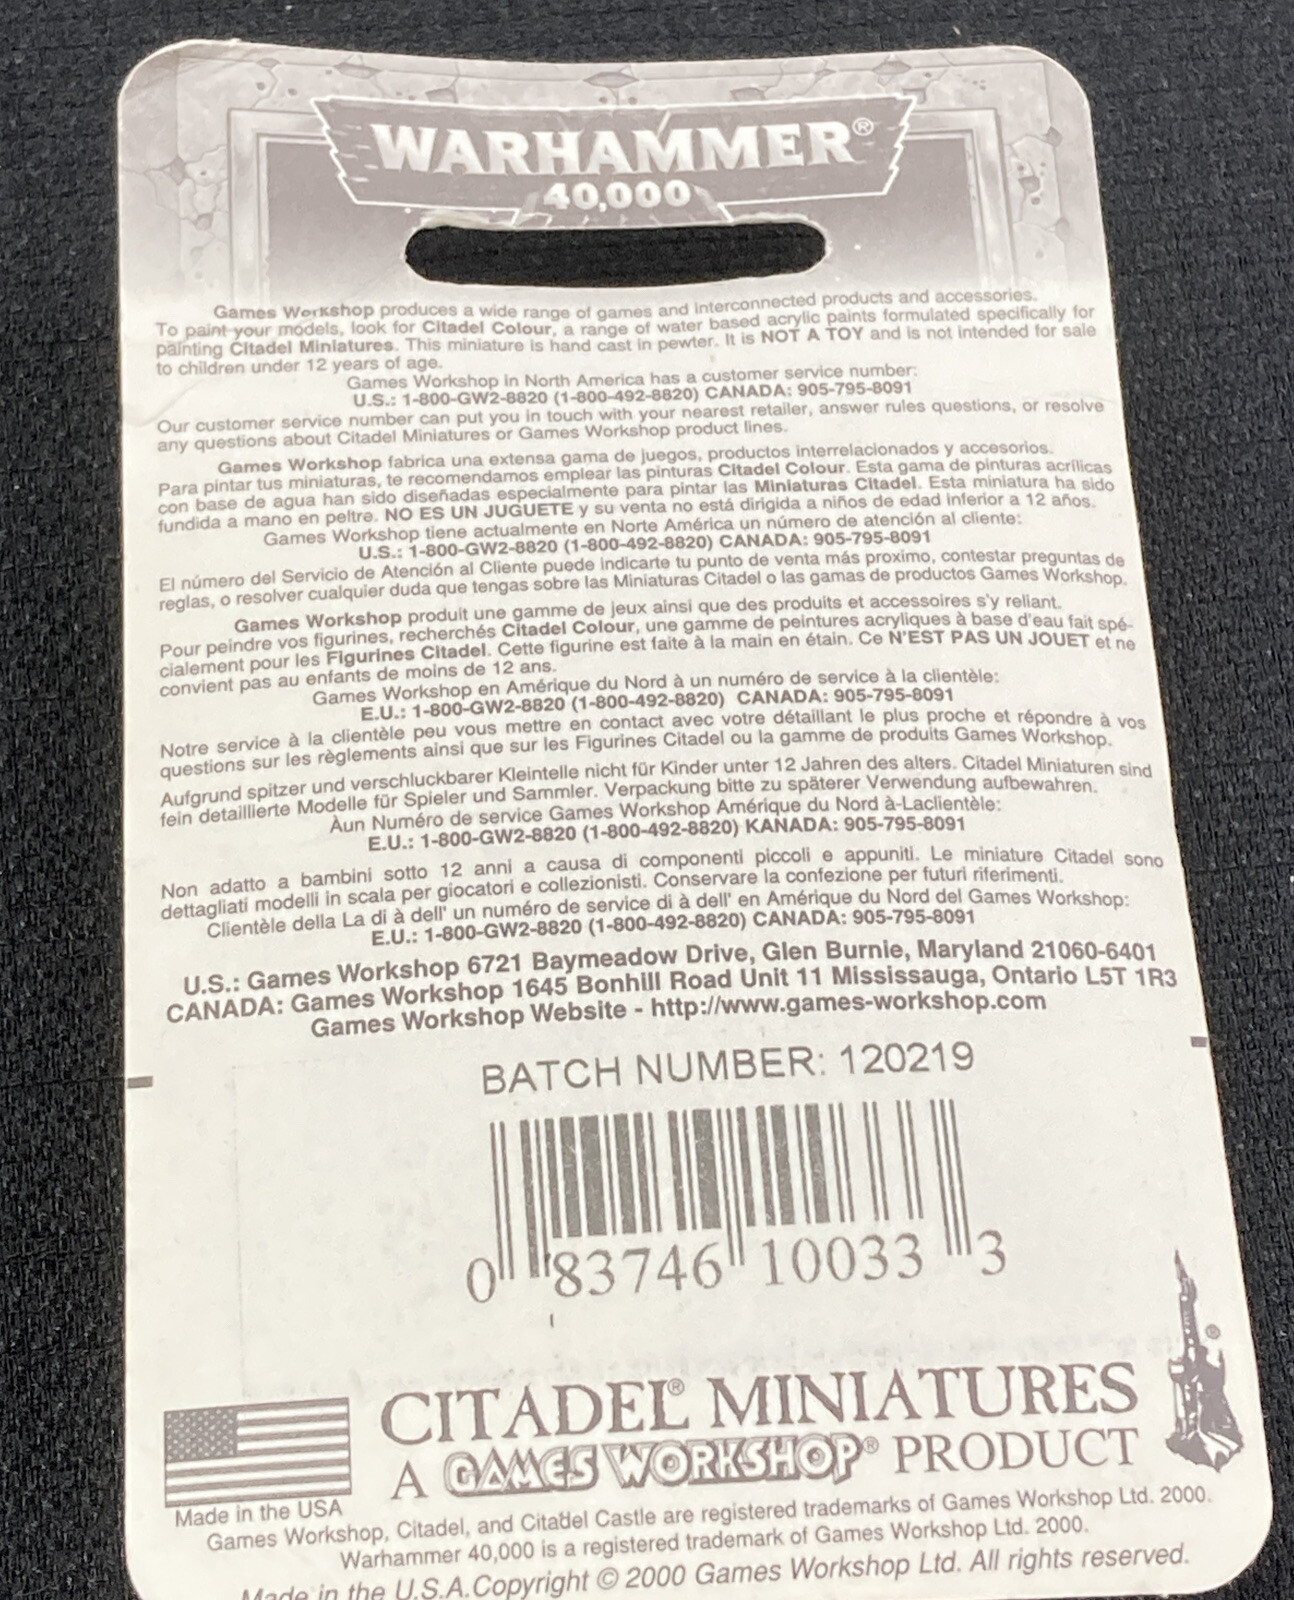 WARHAMMER®
40,000
Games Workshop produces a wide range of games and interconnected products and accessories.
To paint your models, look for Citadel Colour, a range of water based acrylic paints formulated specifically for
painting Citadel Miniatures. This miniature is hand cast in pewter. It is NOT A TOY and is not intended for sale
to children under 12 years of age.
Games Workshop in North America has a customer service number:
U.S.: 1-800-GW2-8820 (1-800-492-8820) CANADA: 905-795-8091
Our customer service number can put you in touch with your nearest retailer, answer rules questions, or resolve
any questions about Citadel Miniatures or Games Workshop product lines.
Games Workshop fabrica una extensa gama de juegos, productos interrelacionados y accesorios.
Para pintar tus miniaturas, te recomendamos emplear las pinturas Citadel Colour. Esta gama de pinturas acrílicas
con base de agua han sido diseñadas especialmente para pintar las Miniaturas Citadel. Esta miniatura ha sido
fundida a mano en peltre. NO ES UN JUGUETE y su venta no está dirigida a niños de edad inferior a 12 años.
Games Workshop tiene actualmente en Norte América un número de atención al cliente:
U.S.: 1-800-GW2-8820 (1-800-492-8820) CANADA: 905-795-8091
El número del Servicio de Atención al Cliente puede indicarte tu punto de venta más proximo, contestar preguntas de
reglas, o resolver cualquier duda que tengas sobre las Miniaturas Citadel o las gamas de productos Games Workshop.
Games Workshop produit une gamme de jeux ainsi que des produits et accessoires s'y reliant.
Pour peindre vos figurines, recherchés Citadel Colour, une gamme de peintures acryliques à base d'eau fait spé-
cialement pour les Figurines Citadel. Cette figurine est faite à la main en étain. Ce N'EST PAS UN JOUET et ne
convient pas au enfants de moins de 12 ans.
Games Workshop en Amérique du Nord à un numéro de service à la clientèle:
E.U.: 1-800-GW2-8820 (1-800-492-8820) CANADA: 905-795-8091
Notre service à la clientèle peu vous mettre en contact avec votre détaillant le plus proche et répondre à vos
questions sur les règlements ainsi que sur les Figurines Citadel ou la gamme de produits Games Workshop.
Aufgrund spitzer und verschluckbarer Kleintelle nicht für Kinder unter 12 Jahren des alters. Citadel Miniaturen sind
fein detaillierte Modelle für Spieler und Sammler. Verpackung bitte zu späterer Verwendung aufbewahren.
Àun Numéro de service Games Workshop Amérique du Nord à-Laclientèle:
E.U.: 1-800-GW2-8820 (1-800-492-8820) KANADA: 905-795-8091
Non adatto a bambini sotto 12 anni a causa di componenti piccoli e appuniti. Le miniature Citadel sono
dettagliati modelli in scala per giocatori e collezionisti. Conservare la confezione per futuri riferimenti.
Clientèle della La di à dell' un numéro de service di à dell' en Amérique du Nord del Games Workshop:
E.U.: 1-800-GW2-8820 (1-800-492-8820) CANADA: 905-795-8091
U.S.: Games Workshop 6721 Baymeadow Drive, Glen Burnie, Maryland 21060-6401
CANADA: Games Workshop 1645 Bonhill Road Unit 11 Mississauga, Ontario L5T 1R3
Games Workshop Website - http://www.games-workshop.com
BATCH NUMBER: 120219
0 83746 10033 3
CITADEL® MINIATURES
A GAMES WORKSHOP® PRODUCT
Made in the USA
Games Workshop, Citadel, and Citadel Castle are registered trademarks of Games Workshop Ltd. 2000.
Warhammer 40,000 is a registered trademark of Games Workshop Ltd. 2000.
Made in the U.S.A. Copyright © 2000 Games Workshop Ltd. All rights reserved.